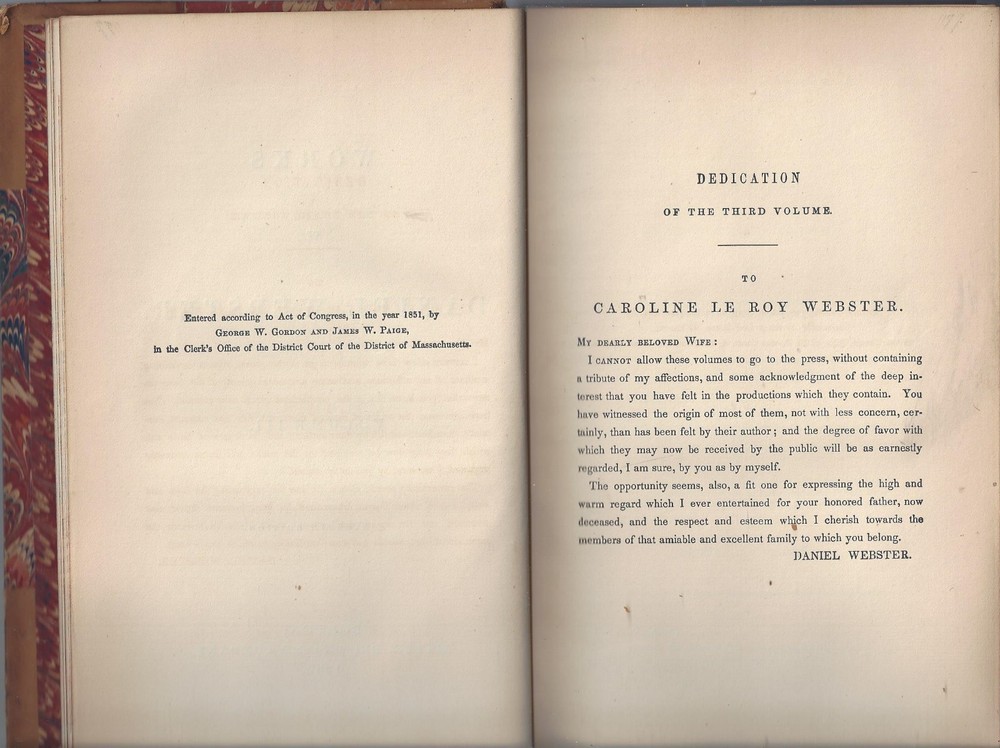 Entered according to Act of Congress, in the year 1851, by
GEORGE W. GORDON AND JAMES W. PAIGE,
in the Clerk's Office of the District Court of the District of Massachusetts.
DEDICATION
OF THE THIRD VOLUME.
TO
CAROLINE LE ROY WEBSTER.
MY DEARLY BELOVED WIFE :
I CANNOT allow these volumes to go to the press, without containing
a tribute of my affections, and some acknowledgment of the deep in-
terest that you have felt in the productions which they contain. You
have witnessed the origin of most of them, not with less concern, cer-
tainly, than has been felt by their author; and the degree of favor with
which they may now be received by the public will be as earnestly
regarded, I am sure, by you as by myself.
The opportunity seems, also, a fit one for expressing the high and
warm regard which I ever entertained for your honored father, now
deceased, and the respect and esteem which I cherish towards the
members of that amiable and excellent family to which you belong.
DANIEL WEBSTER.